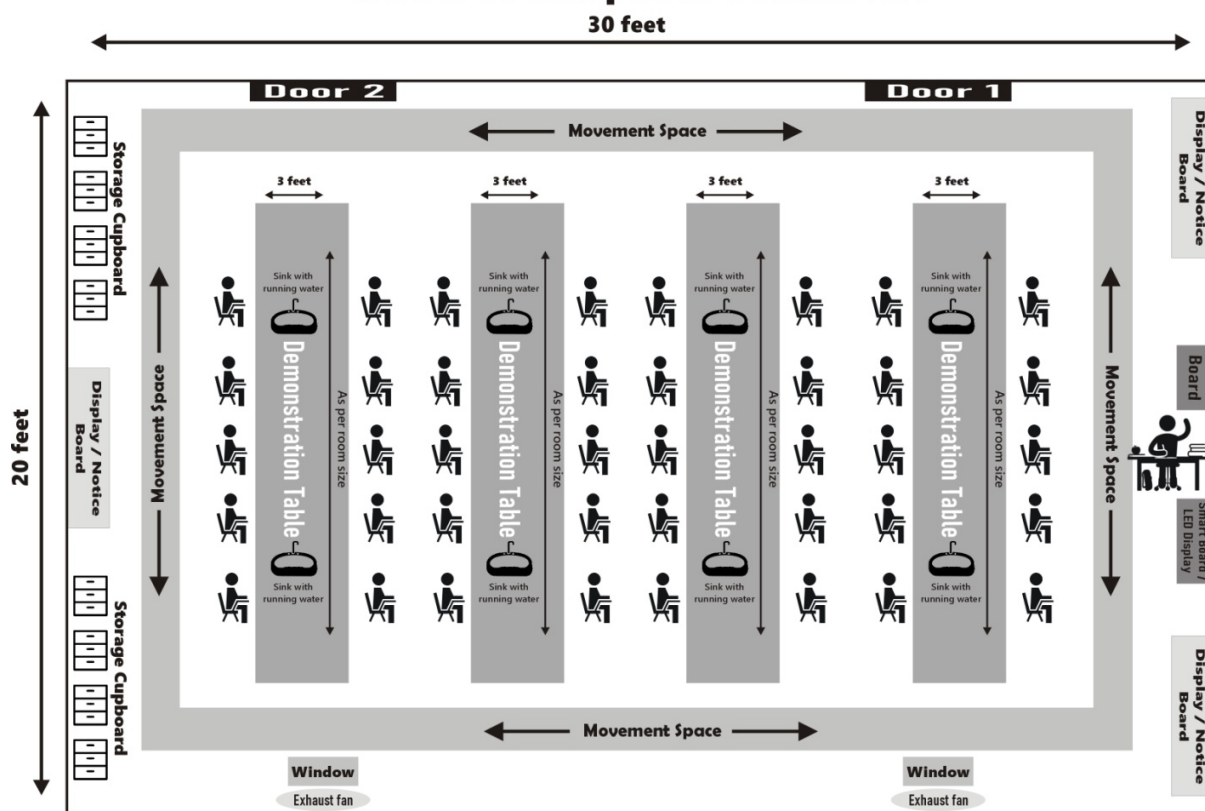 30 feet
Door 2
Door 1
Movement Space
20 feet
Storage Cupboard
Display / Notice
Board
Storage Cupboard
Movement Space
3 feet
Sink with
running water
Demonstration Table
As per room size
Sink with
running water
3 feet
Sink with
running water
Demonstration Table
As per room size
Sink with
running water
3 feet
Sink with
running water
Demonstration Table
As per room size
Sink with
running water
3 feet
Sink with
running water
Demonstration Table
As per room size
Sink with
running water
Movement Space
Display / Notice
Board
Board
Smart Board /
LED Display
Display / Notice
Board
Movement Space
Window
Exhaust fan
Window
Exhaust fan